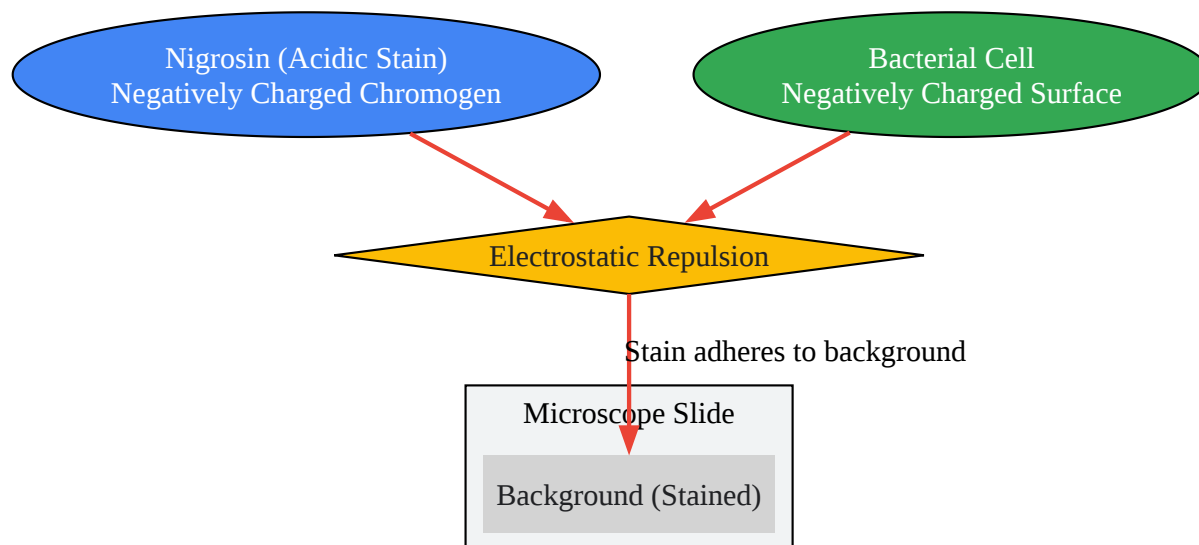 Nigrosin (Acidic Stain)
Negatively Charged Chromogen
Bacterial Cell
Negatively Charged Surface
Electrostatic Repulsion
Stain adheres to background
Microscope Slide
Background (Stained)